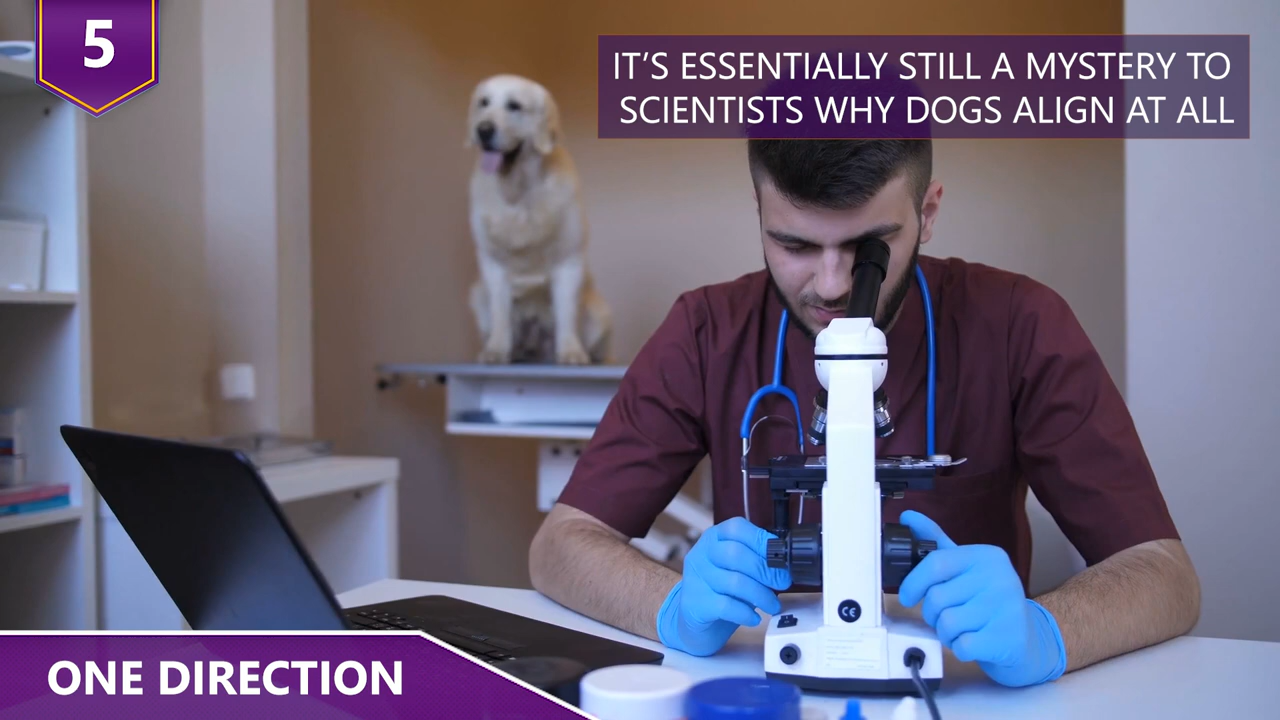 5
IT'S ESSENTIALLY STILL A MYSTERY TO
SCIENTISTS WHY DOGS ALIGN AT ALL
CE
ONE DIRECTION